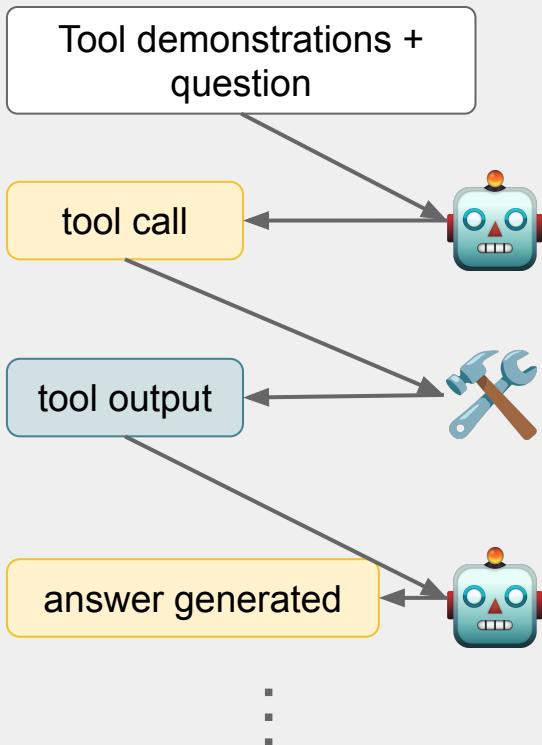 Tool demonstrations +
question
tool call
tool output
answer generated